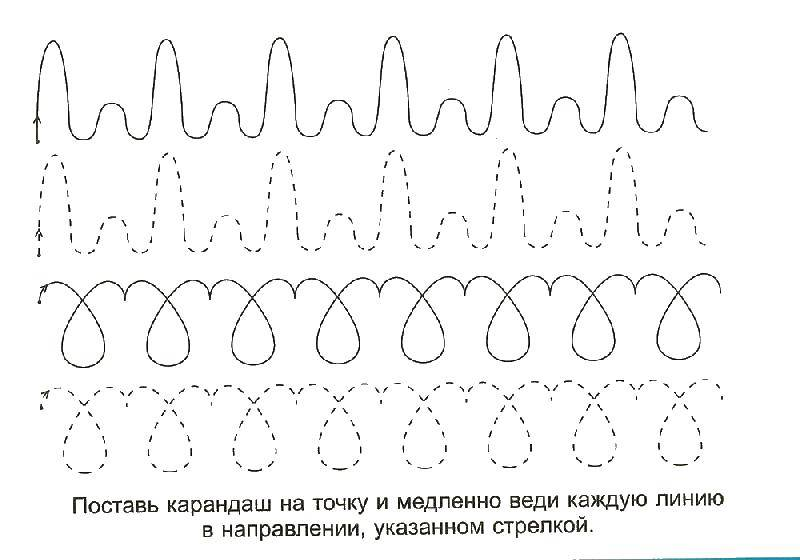 Поставь карандаш на точку и медленно веди каждую линию
в направлении, указанном стрелкой.